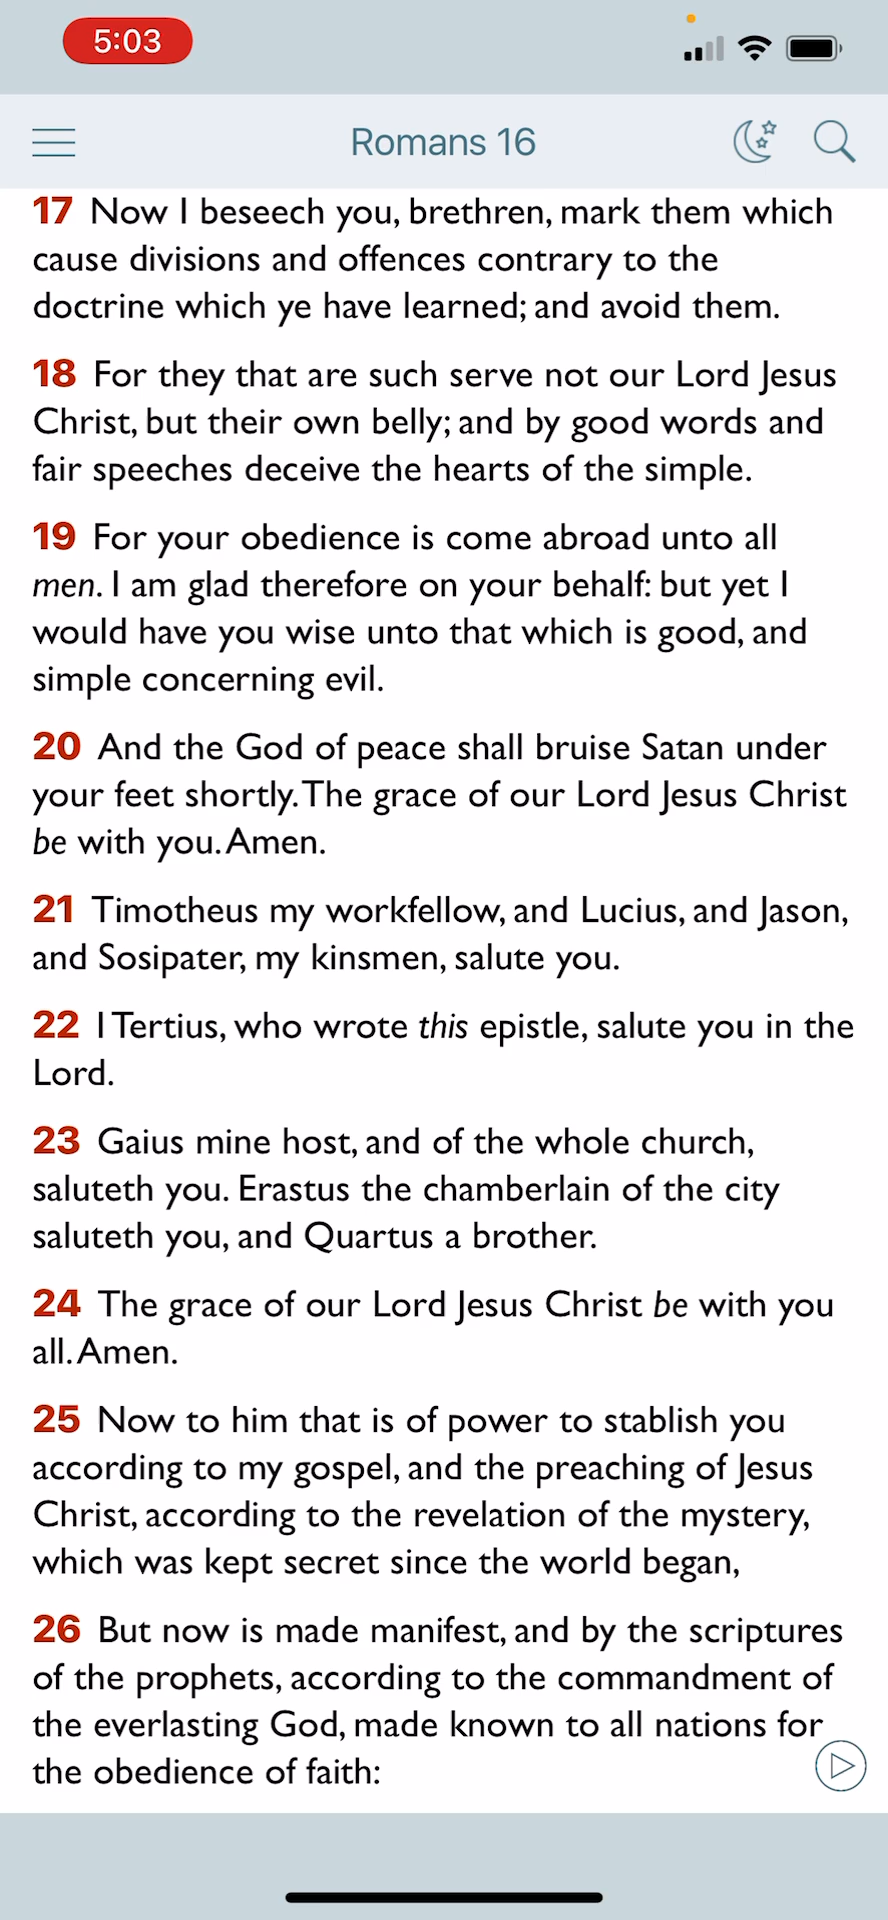 5:03
Romans 16
17 Now I beseech you, brethren, mark them which
cause divisions and offences contrary to the
doctrine which ye have learned; and avoid them.
18 For they that are such serve not our Lord Jesus
Christ, but their own belly; and by good words and
fair speeches deceive the hearts of the simple.
19 For your obedience is come abroad unto all
men. I am glad therefore on your behalf: but yet I
would have you wise unto that which is good, and
simple concerning evil.
20 And the God of peace shall bruise Satan under
your feet shortly. The grace of our Lord Jesus Christ
be with you. Amen.
21 Timotheus my workfellow, and Lucius, and Jason,
and Sosipater, my kinsmen, salute you.
22 I Tertius, who wrote this epistle, salute you in the
Lord.
23 Gaius mine host, and of the whole church,
saluteth you. Erastus the chamberlain of the city
saluteth you, and Quartus a brother.
24 The grace of our Lord Jesus Christ be with you
all. Amen.
25 Now to him that is of power to stablish you
according to my gospel, and the preaching of Jesus
Christ, according to the revelation of the mystery,
which was kept secret since the world began,
26 But now is made manifest, and by the scriptures
of the prophets, according to the commandment of
the everlasting God, made known to all nations for
the obedience of faith: